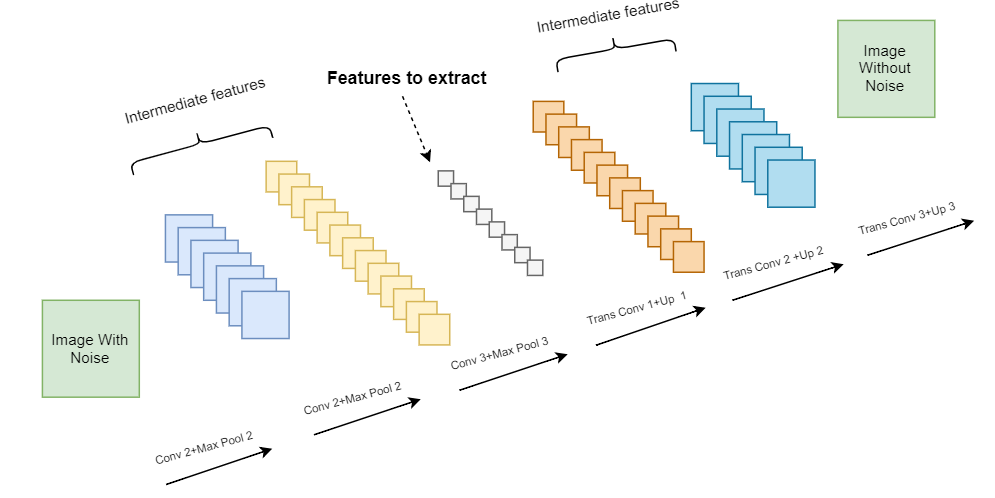 Intermediate features
Image
Without
Noise
Features to extract
Intermediate features
Image With
Noise
Conv 2+Max Pool 2
Conv 2+Max Pool 2
Conv 3+Max Pool 3
Trans Conv 1+Up  1
Trans Conv 2 +Up 2
Trans Conv 3+Up 3